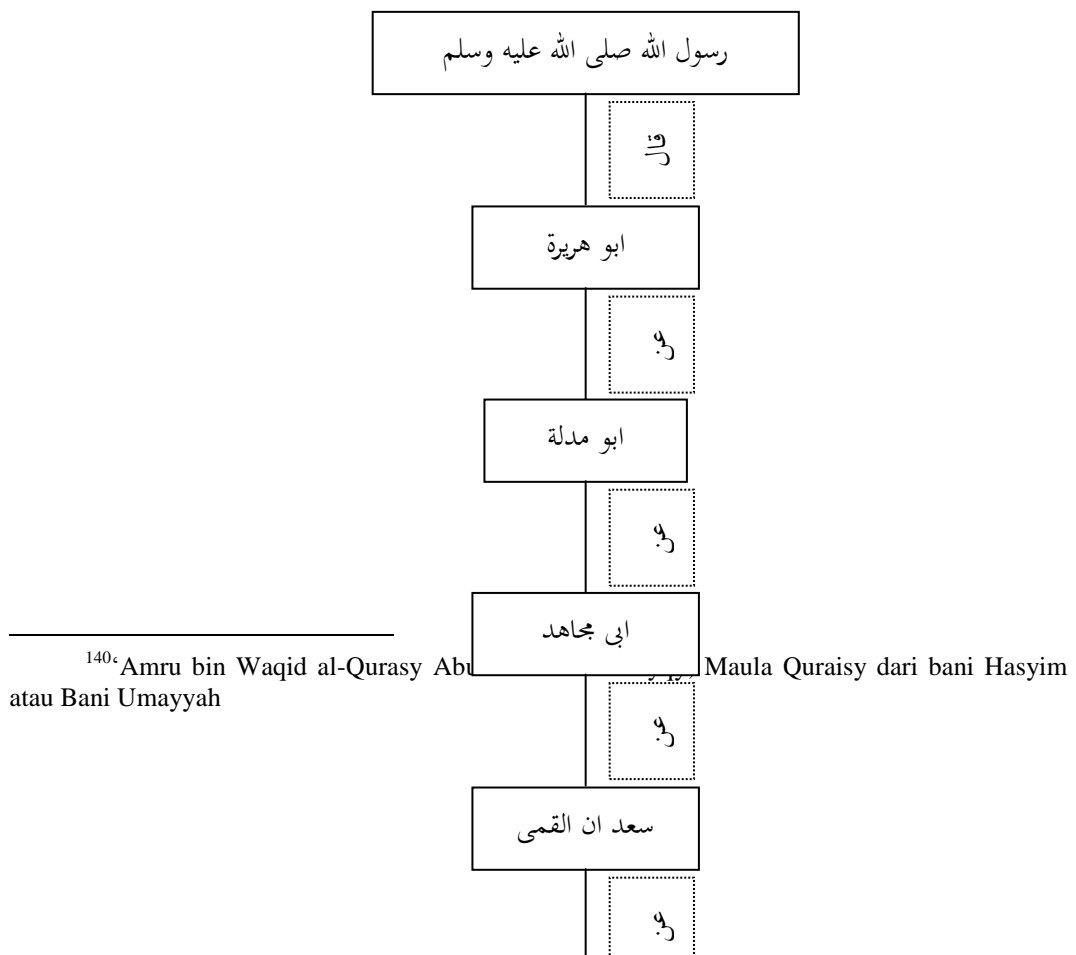 رسول الله صلى الله عليه وسلم
قال
ابو هريرة
عن
ابو مدلة
عن
ابى مجاهد
140‘Amru bin Waqid al-Qurasy Maula Quraisy dari bani Hasyim
atau Bani Umayyah
عن
سعد ان القمى
عن